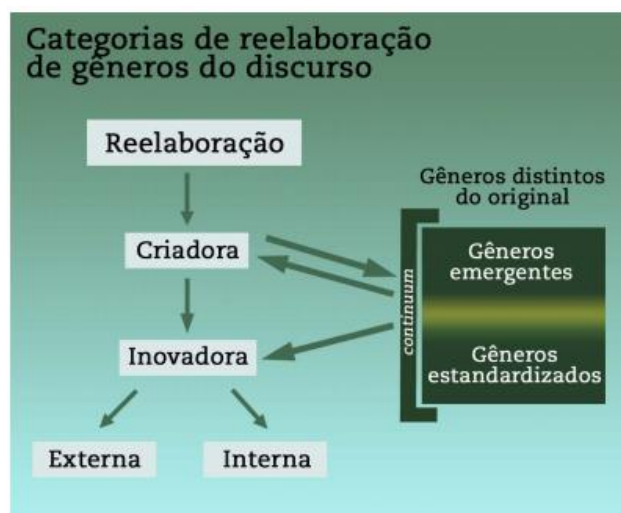 Categorias de reelaboração
de gêneros do discurso
Reelaboração
Gêneros distintos
do original
Criadora
continuum
Gêneros
emergentes
Inovadora
Gêneros
estandardizados
Externa
Interna